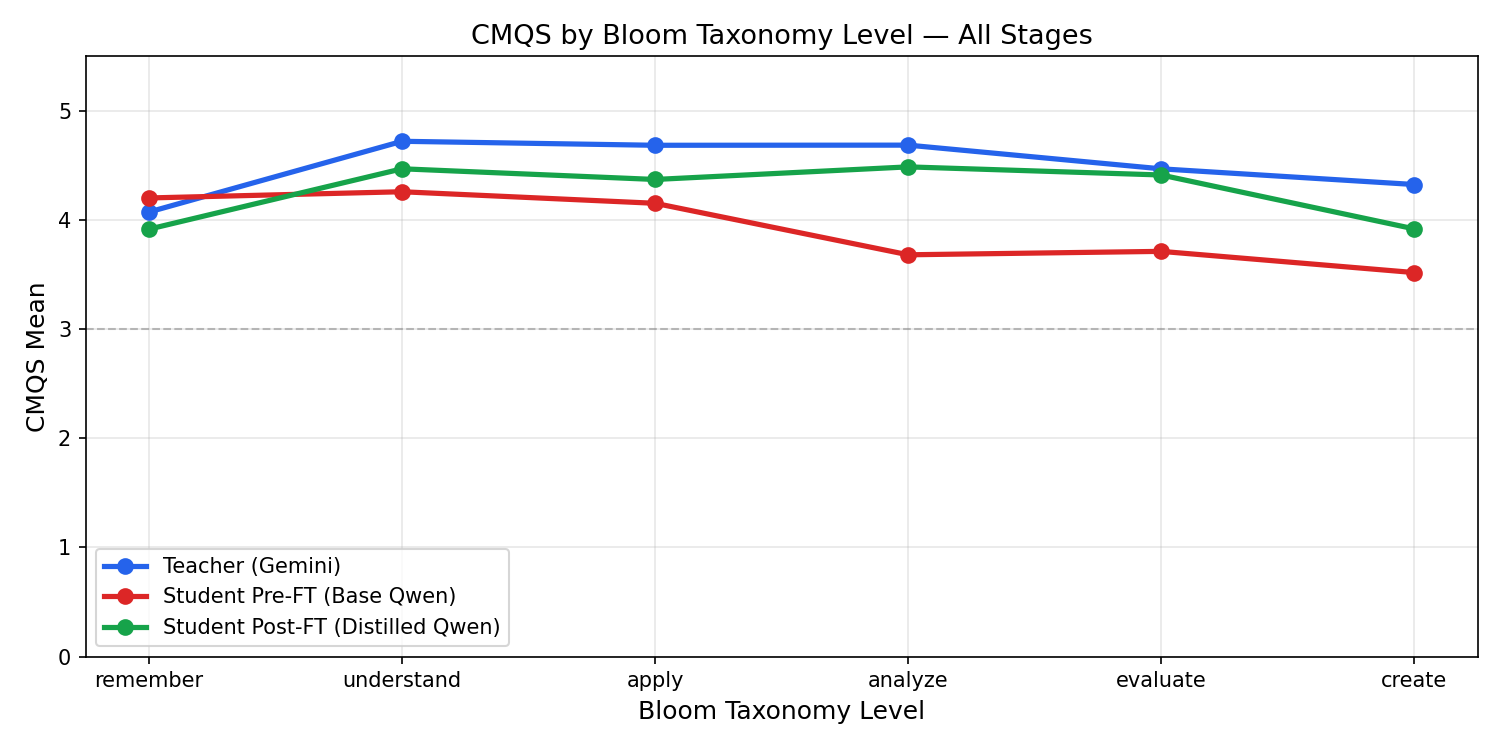 CMQS by Bloom Taxonomy Level — All Stages
CMQS Mean
5
4
3
2
1
0
Teacher (Gemini)
Student Pre-FT (Base Qwen)
Student Post-FT (Distilled Qwen)
remember understand apply analyze evaluate create
Bloom Taxonomy Level